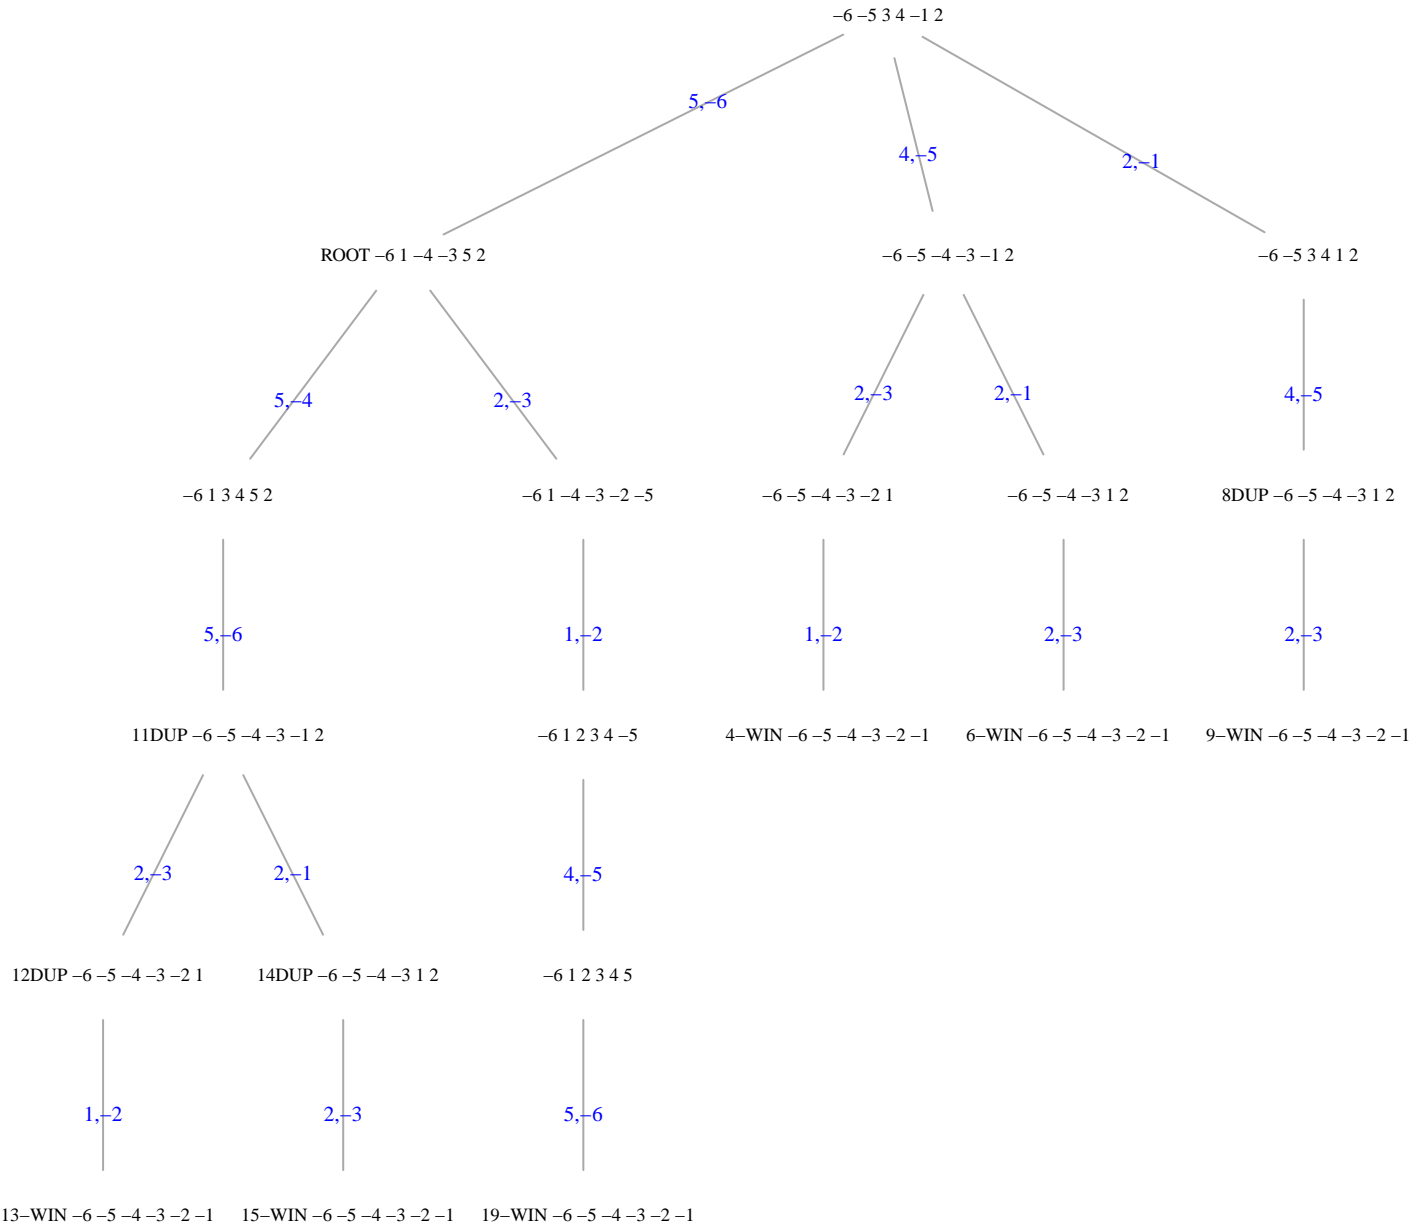 –6 –5 3 4 –1 2
5,–6
4,–5
2,–1
ROOT –6 1 –4 –3 5 2
–6 –5 –4 –3 –1 2
–6 –5 3 4 1 2
5,–4
2,–3
2,–3
2,–1
4,–5
–6 1 3 4 5 2
–6 1 –4 –3 –2 –5
–6 –5 –4 –3 –2 1
–6 –5 –4 –3 1 2
8DUP –6 –5 –4 –3 1 2
5,–6
1,–2
1,–2
2,–3
2,–3
11DUP –6 –5 –4 –3 –1 2
–6 1 2 3 4 –5
4–WIN –6 –5 –4 –3 –2 –1
6–WIN –6 –5 –4 –3 –2 –1
9–WIN –6 –5 –4 –3 –2 –1
2,–3
2,–1
4,–5
12DUP –6 –5 –4 –3 –2 1
14DUP –6 –5 –4 –3 1 2
–6 1 2 3 4 5
1,–2
2,–3
5,–6
13–WIN –6 –5 –4 –3 –2 –1
15–WIN –6 –5 –4 –3 –2 –1
19–WIN –6 –5 –4 –3 –2 –1